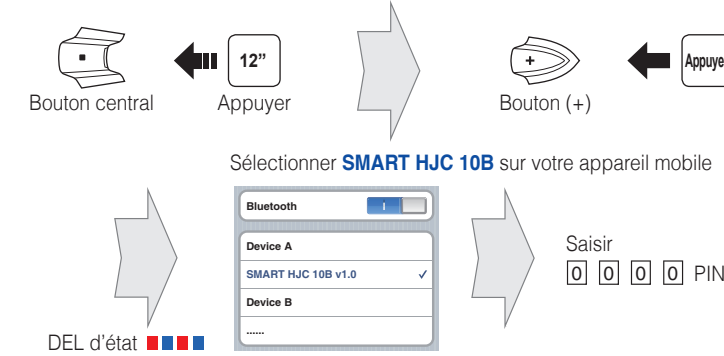 12”
Appuyer
Bouton central
Appuyer
Bouton (+)
Sélectionner SMART HJC 10B sur votre appareil mobile
Bluetooth
Device A
SMART HJC 10B v1.0 ✓
Device B
......
DEL d’état
Saisir
0 0 0 0 PIN